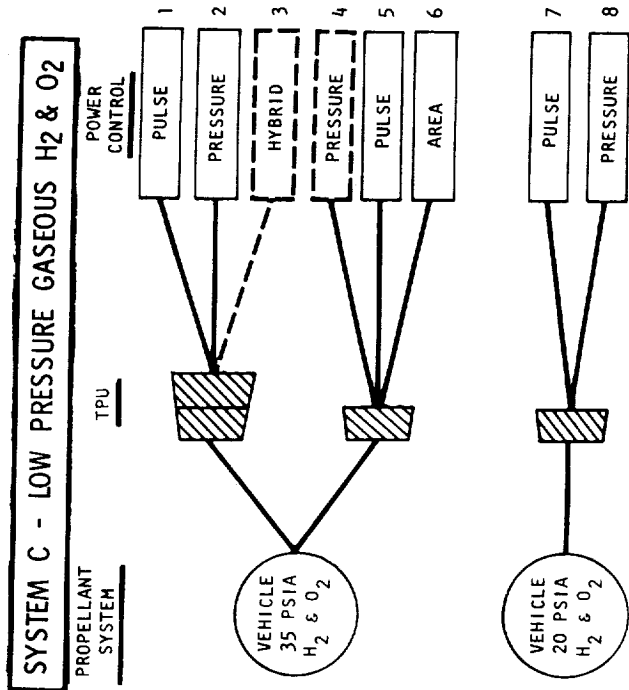 SYSTEM C - LOW PRESSURE GASEOUS H2 & O2
PROPELLANT
SYSTEM
TPU
POWER
CONTROL
VEHICLE
35 PSIA
H2 & O2
PULSE 1
PRESSURE 2
HYBRID 3
PRESSURE 4
PULSE 5
AREA 6
VEHICLE
20 PSIA
H2 & O2
PULSE 7
PRESSURE 8